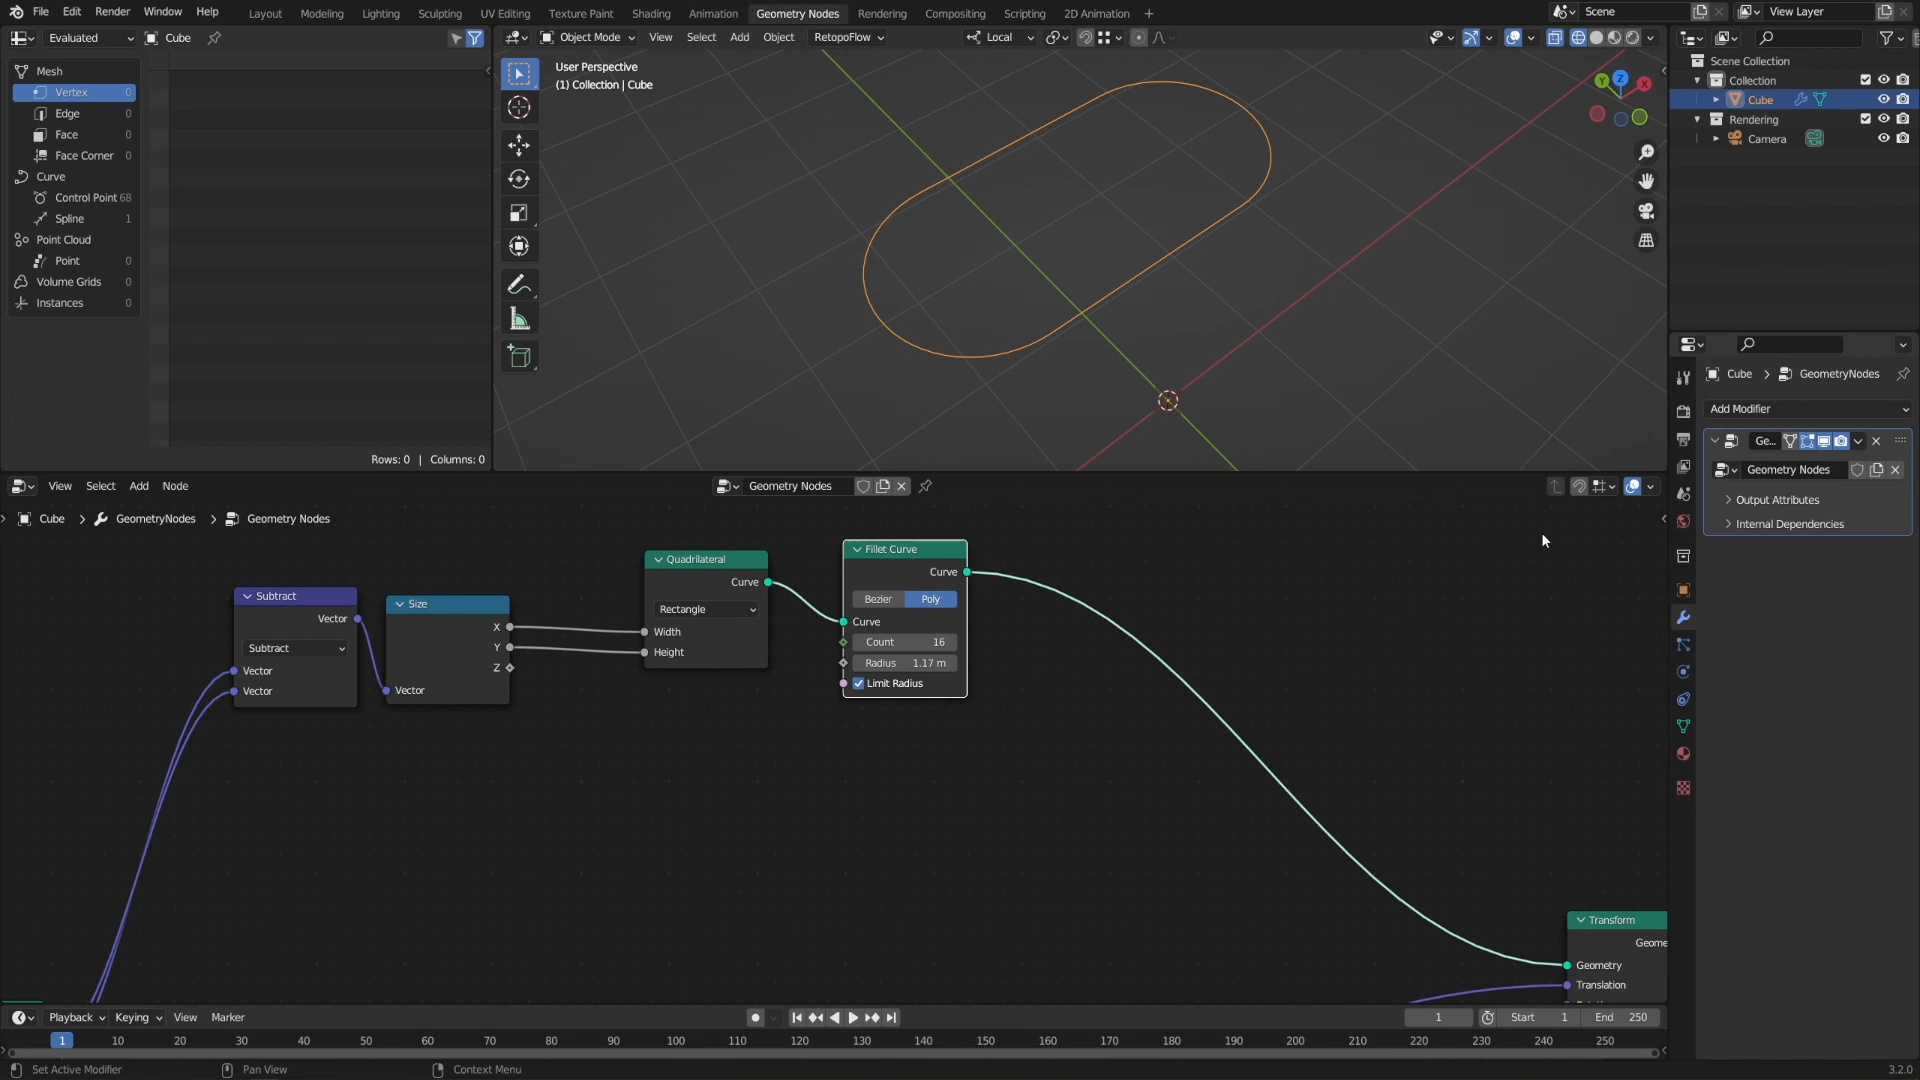 File Edit Render Window Help Layout Modeling Lighting Sculpting UV Editing Texture Paint Shading Animation Geometry Nodes Rendering Compositing Scripting 2D Animation + Scene View Layer
Evaluated Cube
Object Mode View Select Add Object RetopoFlow Local
Mesh
Vertex 0
Edge 0
Face 0
Face Corner 0
Curve
Control Point 68
Spline 1
Point Cloud
Point 0
Volume Grids 0
Instances 0
Rows: 0 | Columns: 0
User Perspective
(1) Collection | Cube
X
Y
Z
Scene Collection
Collection
Cube
Rendering
Camera
Cube > GeometryNodes
Add Modifier
Ge...
Geometry Nodes
Output Attributes
Internal Dependencies
View Select Add Node Geometry Nodes
Cube > GeometryNodes > Geometry Nodes
Subtract
Vector
Subtract
Vector
Vector
Size
X
Y
Z
Vector
Quadrilateral
Curve
Rectangle
Width
Height
Fillet Curve
Curve
Bezier Poly
Curve
Count 16
Radius 1.17 m
Limit Radius
Transform
Geome
Geometry
Translation
Playback Keying View Marker 1 Start 1 End 250
1 10 20 30 40 50 60 70 80 90 100 110 120 130 140 150 160 170 180 190 200 210 220 230 240 250
Set Active Modifier Pan View Context Menu 3.2.0